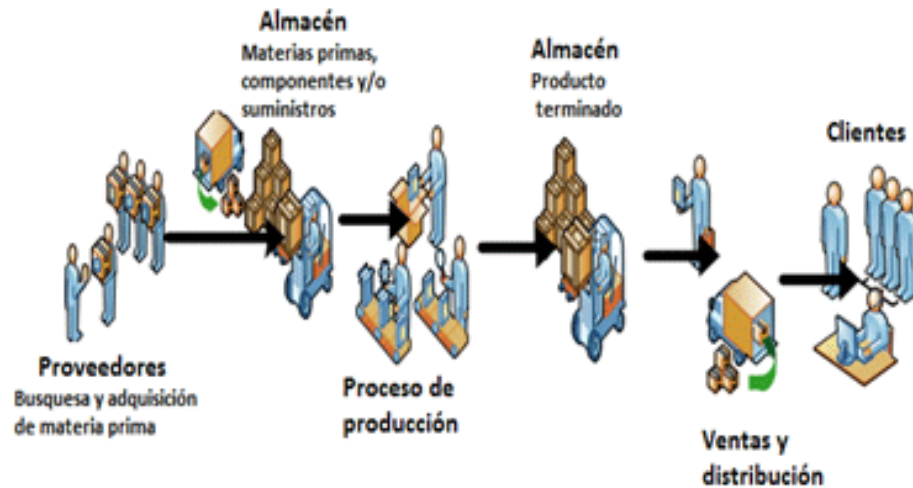 Almacén
Materias primas,
componentes y/o
suministros
Almacén
Producto
terminado
Clientes
Proveedores
Busquesa y adquisición
de materia prima
Proceso de
producción
Ventas y
distribución